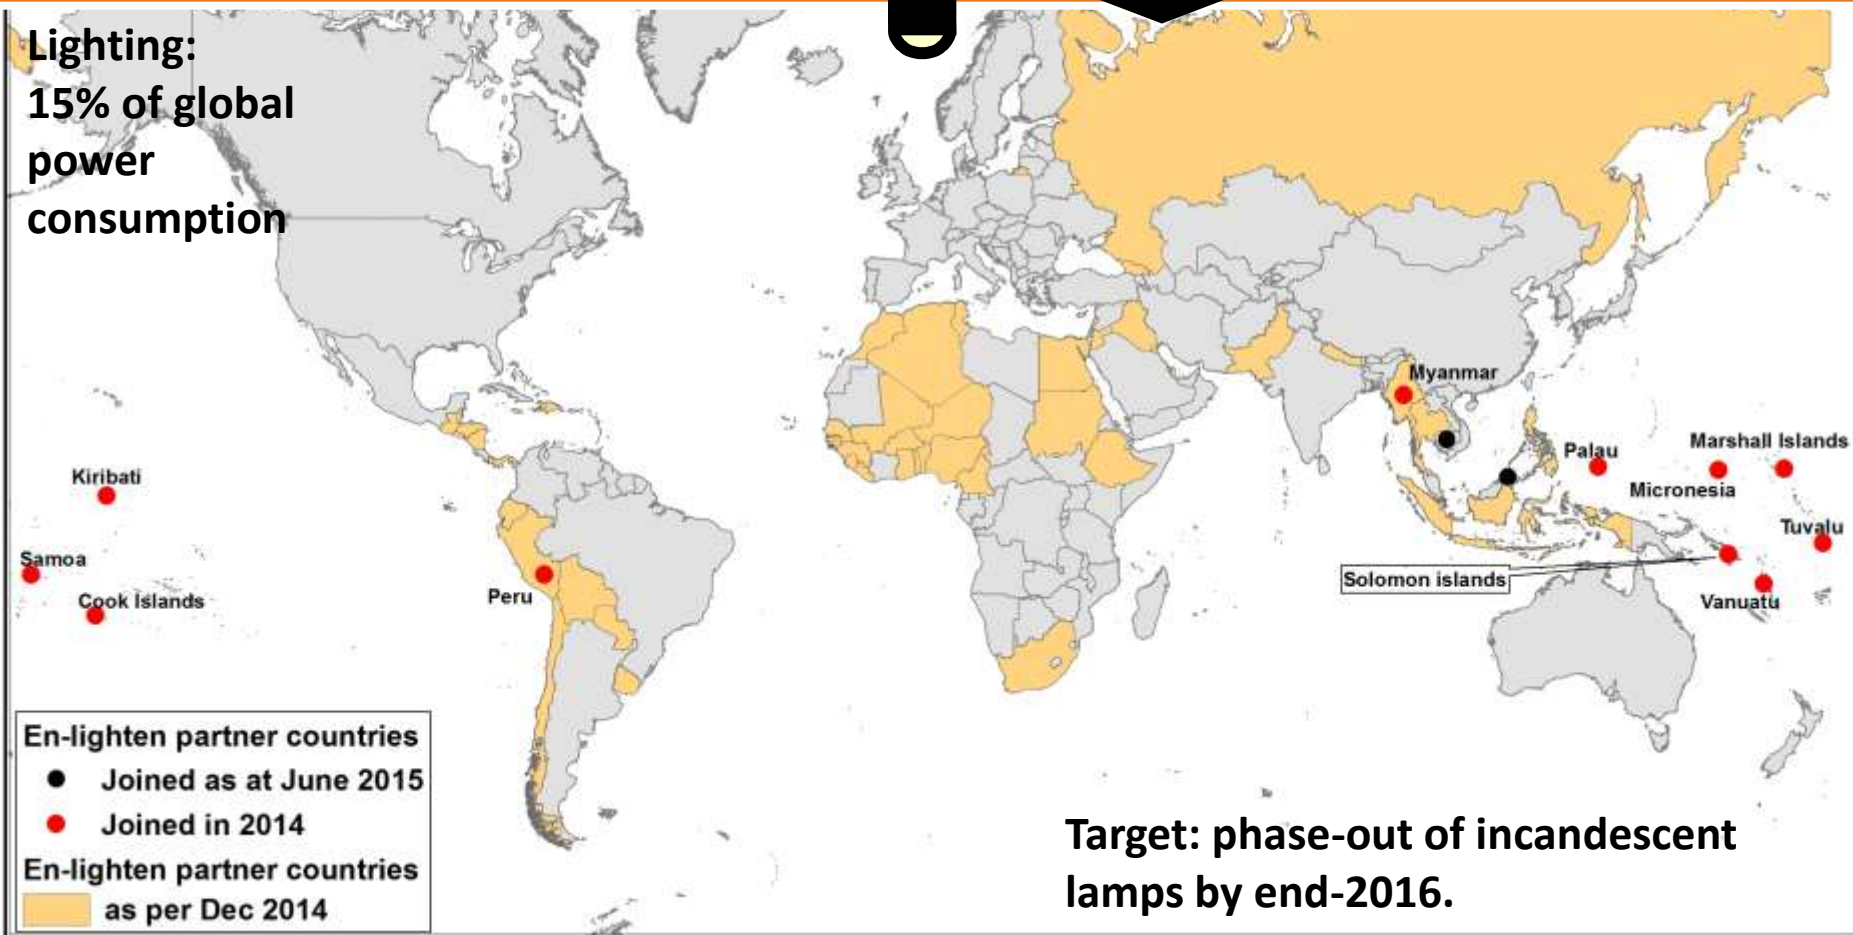 Lighting:
15% of global
power
consumption
Myanmar
Palau
Marshall Islands
Micronesia
Kiribati
Tuvalu
Samoa
Solomon islands
Cook Islands
Peru
Vanuatu
En-lighten partner countries
Joined as at June 2015
Joined in 2014
En-lighten partner countries
as per Dec 2014
Target: phase-out of incandescent
lamps by end-2016.